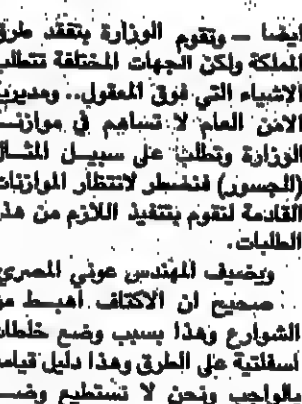 ايضا – وتقوم الوزارة بتفقد طرق
المملكة ولكن الجهات المختلفة تتطلب
الاشياء التي فوق المعقول.. ومديرية
الامن العام لا تساهم في موازنة
الوزارة وتطلب على سبيل المثال
(الجسور) فنضطر لانتظار الموازنات
القادمة لنقوم بتنفيذ اللازم من هذه
الطلبات.
ويضيف المهندس عوني المصري
صحيح ان الاكتاف اهبط من
الشوارع وهذا بسبب وضع خلطات
اسفلتية على الطرق وهذا دليل قيامنا
بالواجب ونحن لا نستطيع وضع